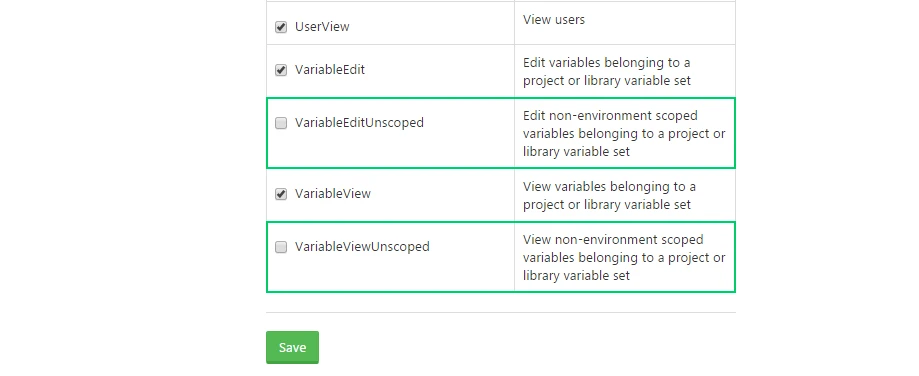 UserView
View users
VariableEdit
Edit variables belonging to a
project or library variable set
VariableEditUnscoped
Edit non-environment scoped
variables belonging to a project or
library variable set
VariableView
View variables belonging to a
project or library variable set
VariableViewUnscoped
View non-environment scoped
variables belonging to a project or
library variable set
Save